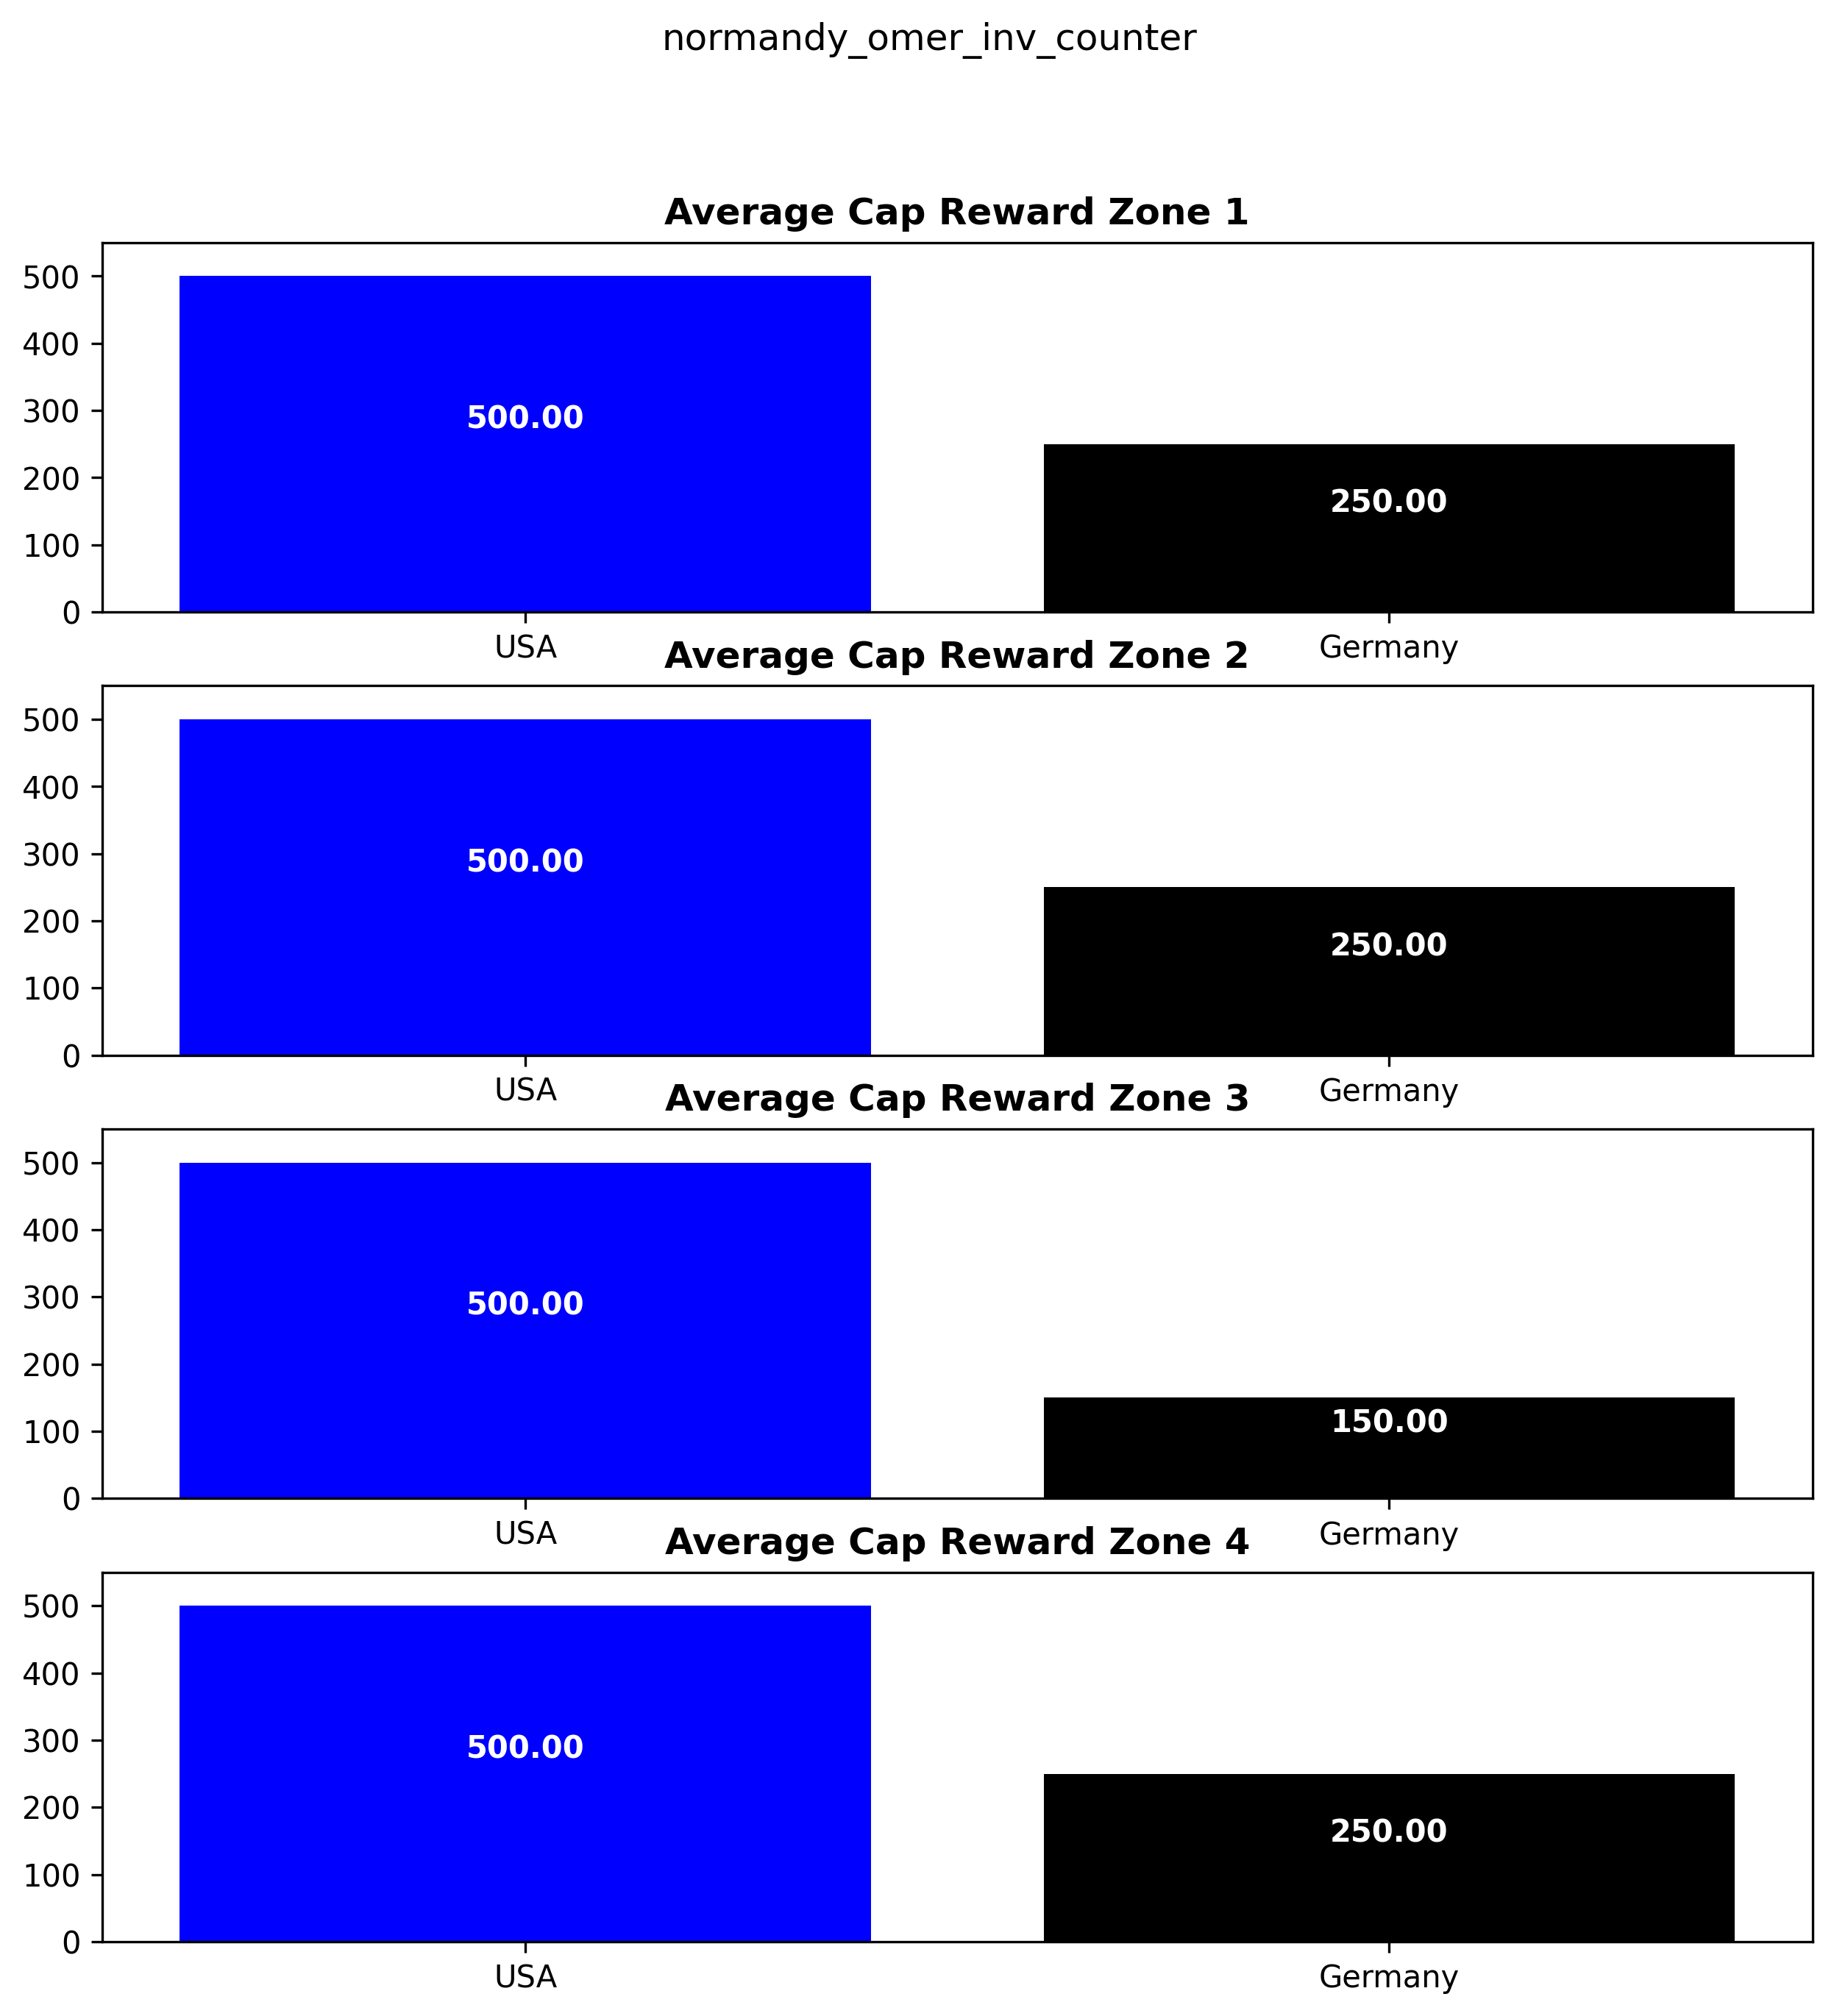 normandy_omer_inv_counter
Average Cap Reward Zone 1
500
400
300
200
100
0
500.00
250.00
USA
Germany
Average Cap Reward Zone 2
500
400
300
200
100
0
500.00
250.00
USA
Germany
Average Cap Reward Zone 3
500
400
300
200
100
0
500.00
150.00
USA
Germany
Average Cap Reward Zone 4
500
400
300
200
100
0
500.00
250.00
USA
Germany